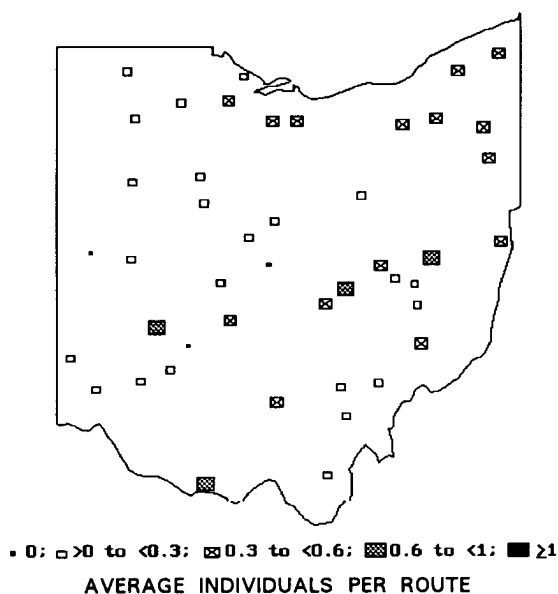 0; >0 to <0.3; 0.3 to <0.6; 0.6 to <1; ≥1
AVERAGE INDIVIDUALS PER ROUTE